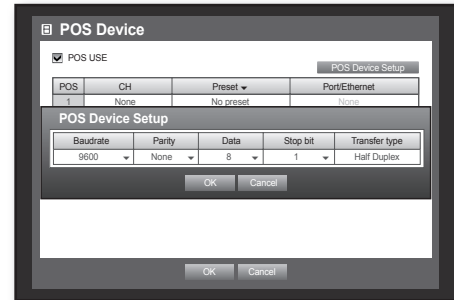 POS Device
POS USE
POS Device Setup
POS CH Preset Port/Ethernet
1 None No preset None
POS Device Setup
Baudrate Parity Data Stop bit Transfer type
9600 None 8 1 Half Duplex
OK Cancel
OK Cancel